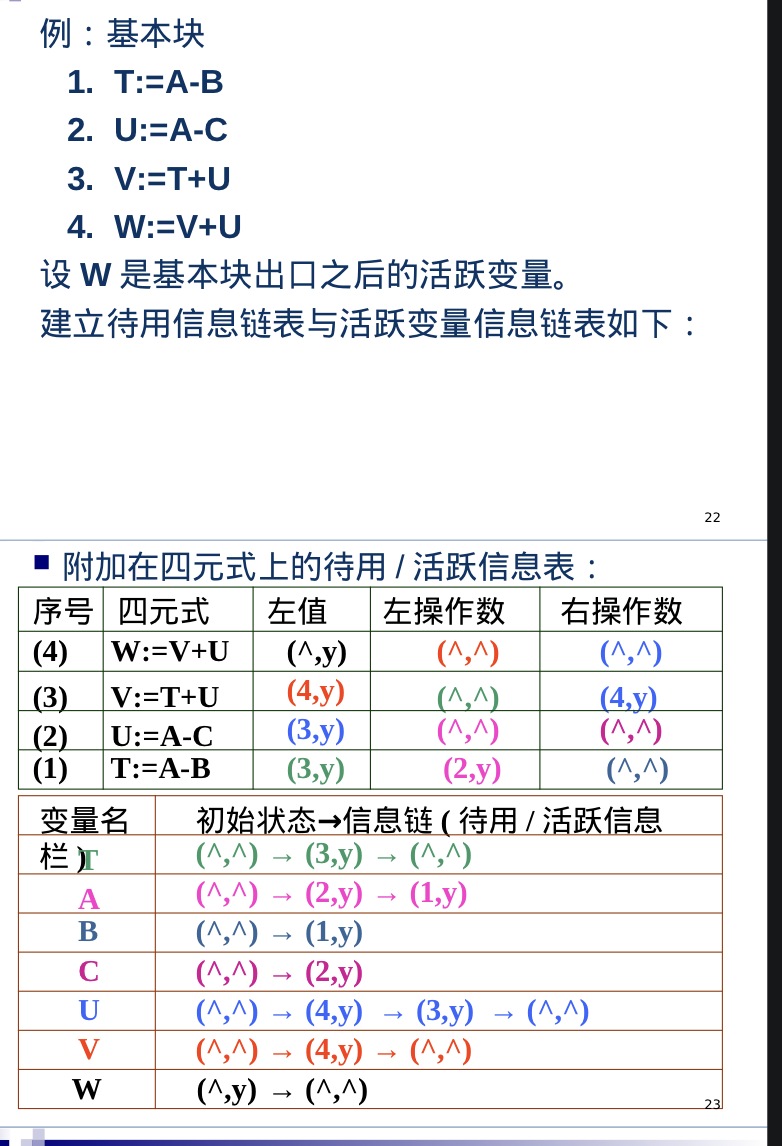 例：基本块
1. T:=A-B
2. U:=A-C
3. V:=T+U
4. W:=V+U
设 W 是基本块出口之后的活跃变量。
建立待用信息链表与活跃变量信息链表如下：
22
附加在四元式上的待用 / 活跃信息表：
序号 四元式 左值 左操作数 右操作数
(4) W:=V+U (^,y) (^,^) (^,^)
(3) V:=T+U (4,y) (^,^) (4,y)
(2) U:=A-C (3,y) (^,^) (^,^)
(1) T:=A-B (3,y) (2,y) (^,^)
变量名 初始状态→信息链 ( 待用 / 活跃信息
栏 )
T (^,^) → (3,y) → (^,^)
A (^,^) → (2,y) → (1,y)
B (^,^) → (1,y)
C (^,^) → (2,y)
U (^,^) → (4,y) → (3,y) → (^,^)
V (^,^) → (4,y) → (^,^)
W (^,y) → (^,^)
23